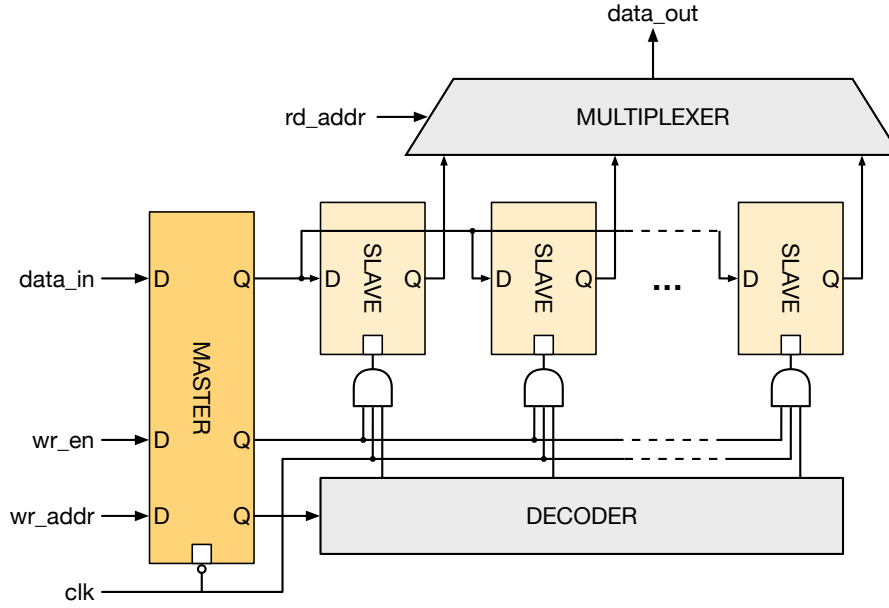 data_out
rd_addr
MULTIPLEXER
data_in
D
Q
D
SLAVE
Q
D
SLAVE
Q
...
D
SLAVE
Q
MASTER
wr_en
D
Q
wr_addr
D
Q
DECODER
clk